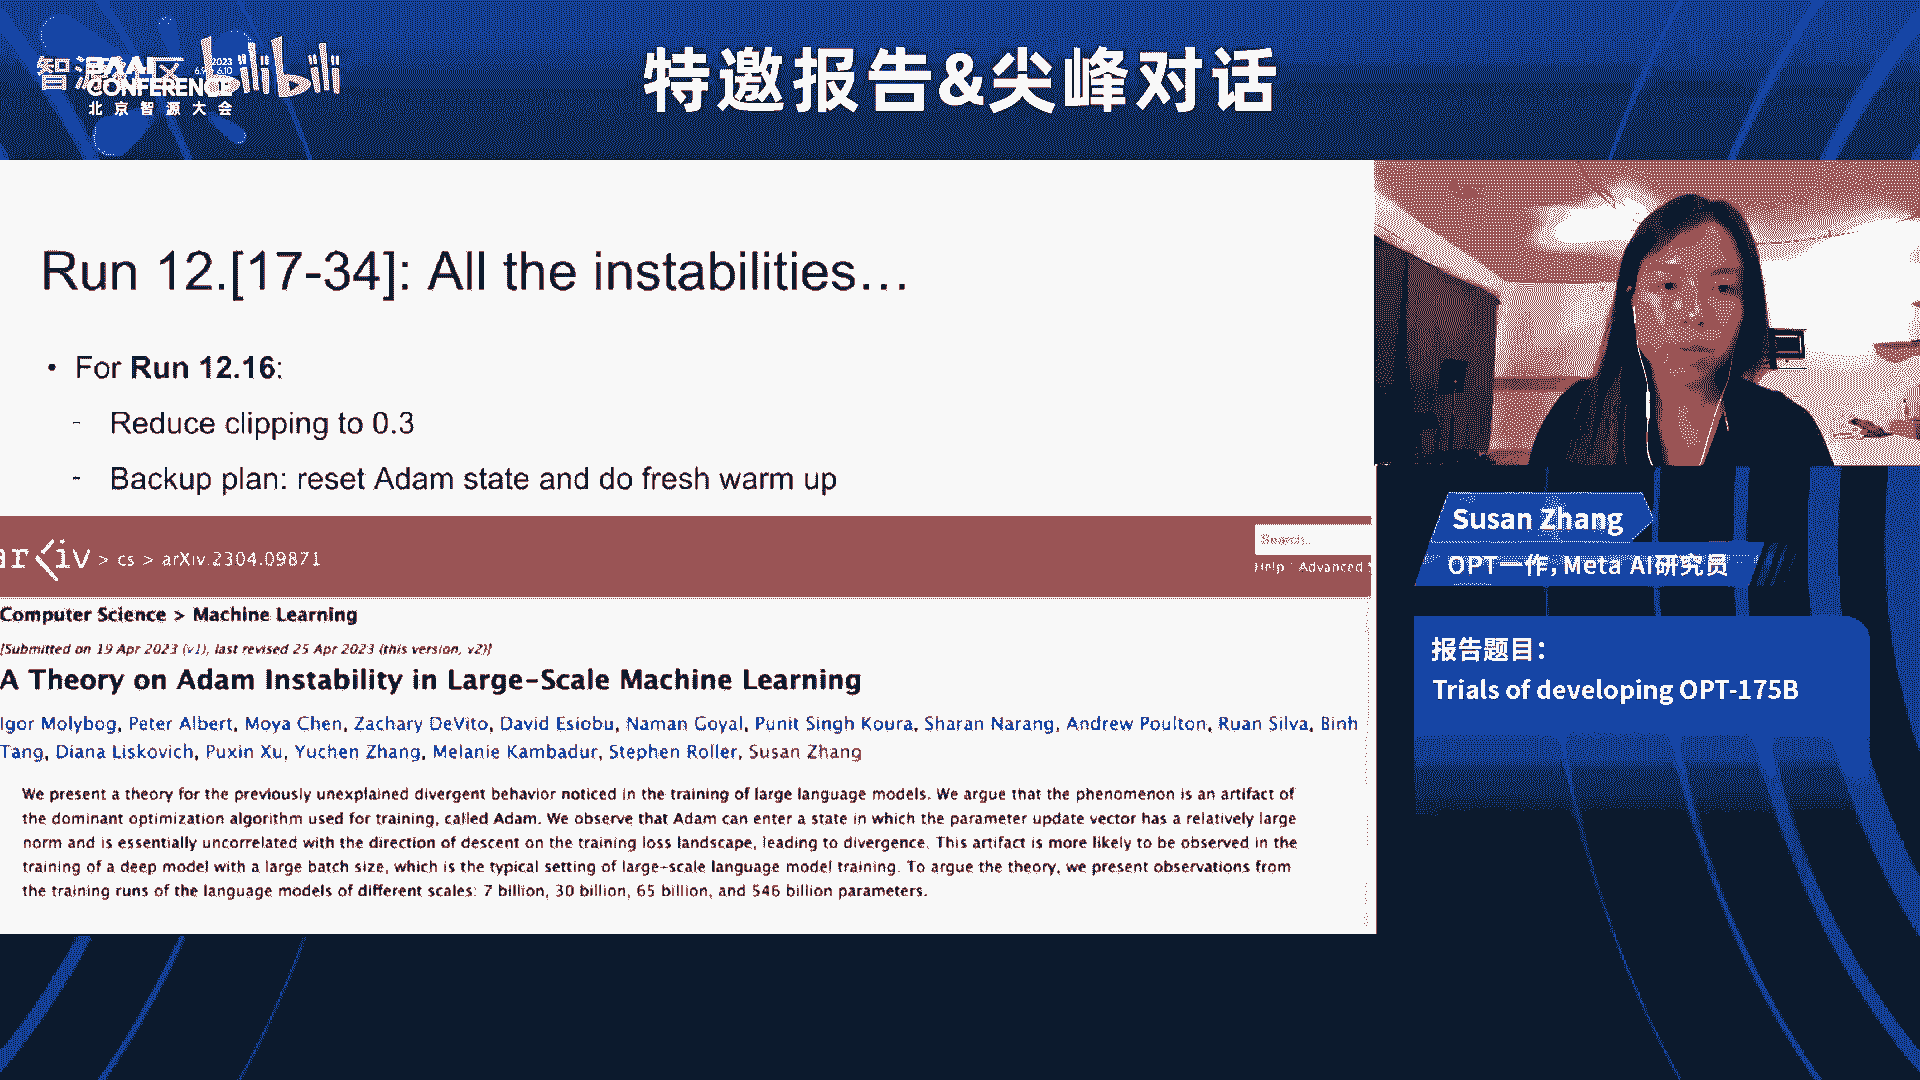 智源社区 bilibili
BAAI 2023
CONFERENCE
北京智源大会
特邀报告&尖峰对话
Run 12.[17-34]: All the instabilities…
• For Run 12.16:
- Reduce clipping to 0.3
- Backup plan: reset Adam state and do fresh warm up
arXiv > cs > arXiv:2304.09871
Search...
Help | Advanced
Computer Science > Machine Learning
[Submitted on 19 Apr 2023 (v1), last revised 25 Apr 2023 (this version, v2)]
A Theory on Adam Instability in Large-Scale Machine Learning
Igor Molybog, Peter Albert, Moya Chen, Zachary DeVito, David Esiobu, Naman Goyal, Punit Singh Koura, Sharan Narang, Andrew Poulton, Ruan Silva, Binh
Tang, Diana Liskovich, Puxin Xu, Yuchen Zhang, Melanie Kambadur, Stephen Roller, Susan Zhang
We present a theory for the previously unexplained divergent behavior noticed in the training of large language models. We argue that the phenomenon is an artifact of
the dominant optimization algorithm used for training, called Adam. We observe that Adam can enter a state in which the parameter update vector has a relatively large
norm and is essentially uncorrelated with the direction of descent on the training loss landscape, leading to divergence. This artifact is more likely to be observed in the
training of a deep model with a large batch size, which is the typical setting of large-scale language model training. To argue the theory, we present observations from
the training runs of the language models of different scales: 7 billion, 30 billion, 65 billion, and 546 billion parameters.
Susan Zhang
OPT一作, Meta AI研究员
报告题目：
Trials of developing OPT-175B